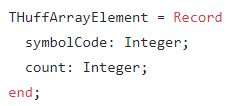 THuffArrayElement = Record
  symbolCode: Integer;
  count: Integer;
end;